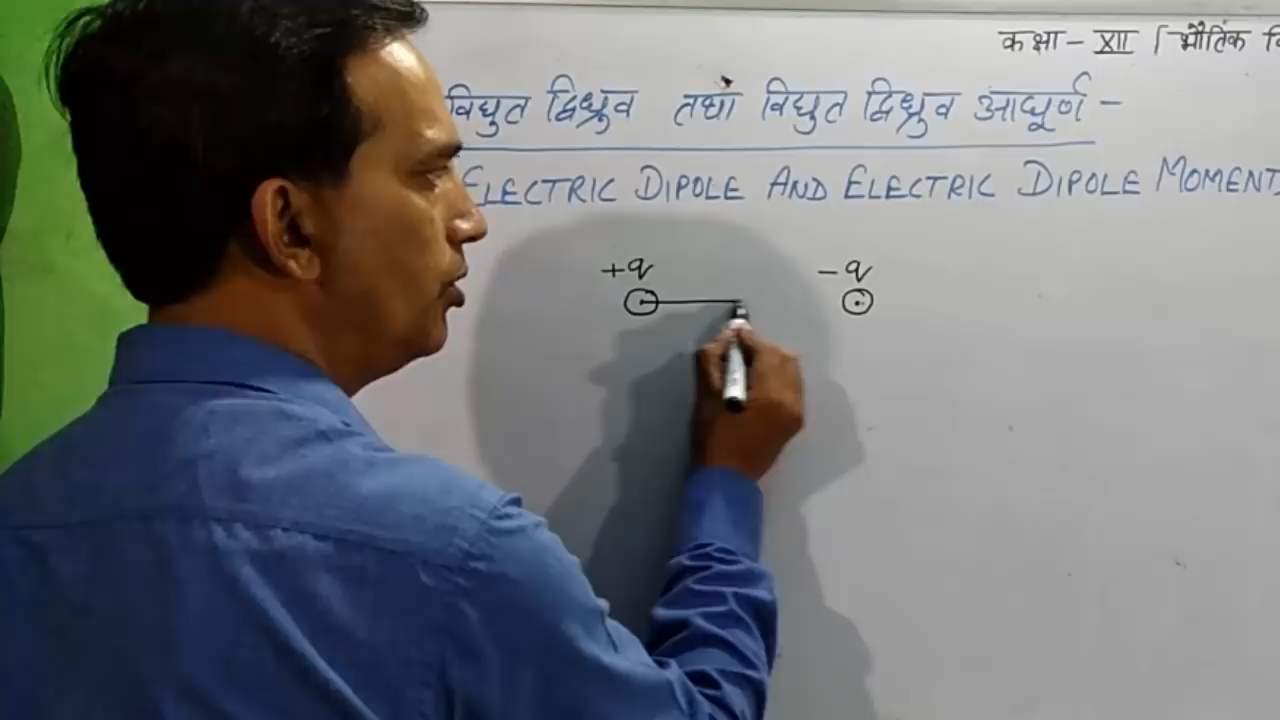 कक्षा - XII | भौतिक
विद्युत द्विध्रुव तथा विद्युत द्विध्रुव आघूर्ण -
ELECTRIC DIPOLE AND ELECTRIC DIPOLE MOMENT
+q -q